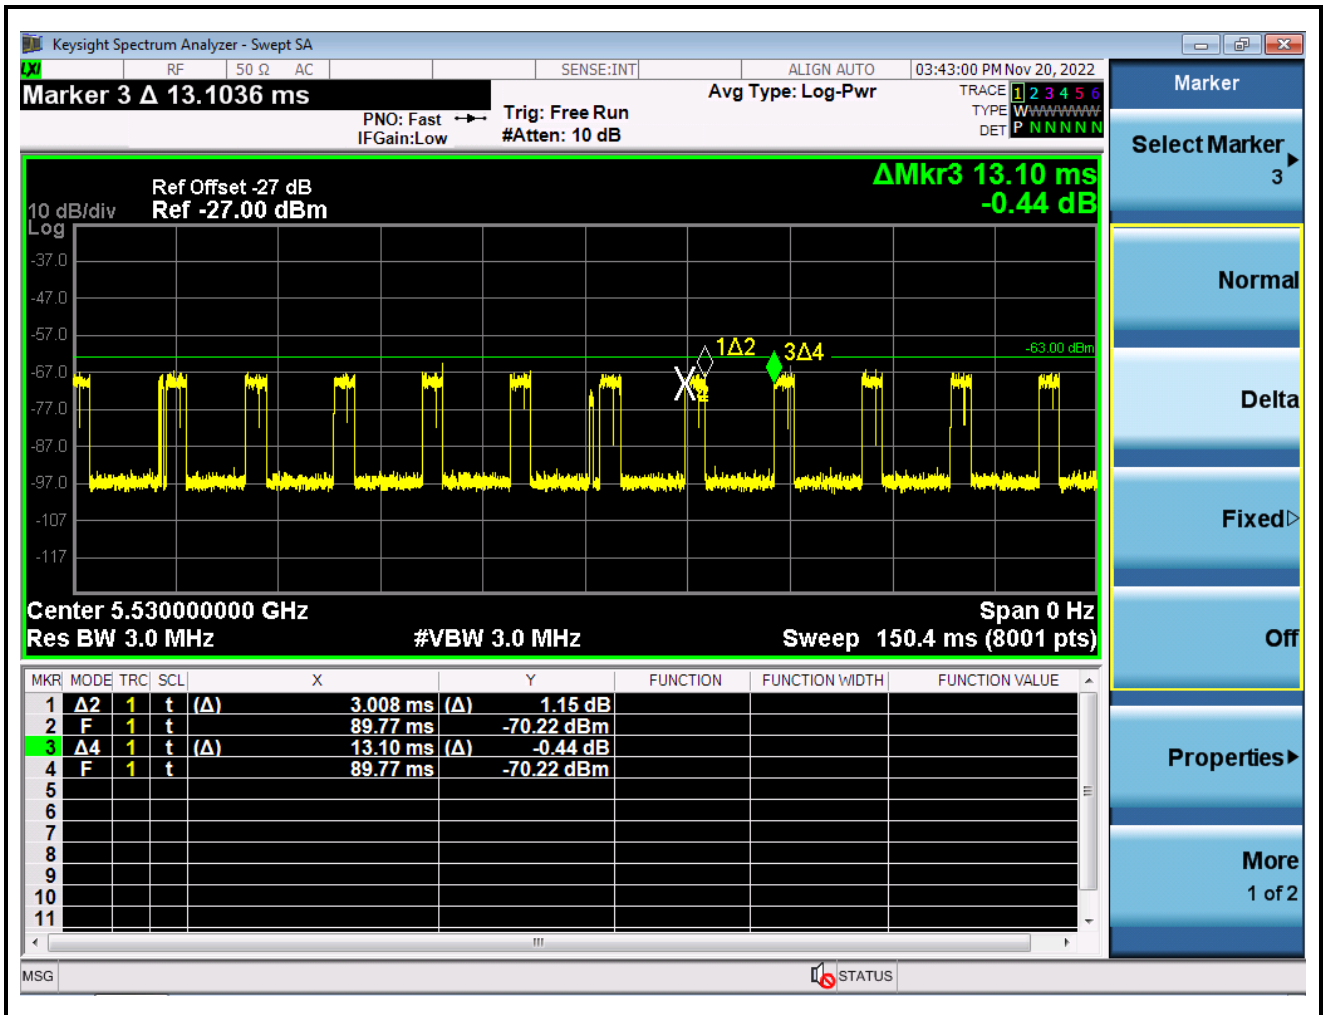 Keysight Spectrum Analyzer - Swept SA
LXI RF 50 Ω AC SENSE:INT ALIGN AUTO 03:43:00 PM Nov 20, 2022
Marker 3 Δ 13.1036 ms
PNO: Fast
IFGain:Low
Trig: Free Run
#Atten: 10 dB
Avg Type: Log-Pwr
TRACE 1 2 3 4 5 6
TYPE W W W W W W
DET P N N N N N
ΔMkr3 13.10 ms
-0.44 dB
Ref Offset -27 dB
10 dB/div Ref -27.00 dBm
Log
-37.0
-47.0
-57.0
-67.0
-77.0
-87.0
-97.0
-107
-117
1Δ2
3Δ4
-63.00 dBm
Center 5.530000000 GHz Span 0 Hz
Res BW 3.0 MHz #VBW 3.0 MHz Sweep 150.4 ms (8001 pts)
MKR MODE TRC SCL X Y FUNCTION FUNCTION WIDTH FUNCTION VALUE
1 Δ2 1 t (Δ) 3.008 ms (Δ) 1.15 dB
2 F 1 t 89.77 ms -70.22 dBm
3 Δ4 1 t (Δ) 13.10 ms (Δ) -0.44 dB
4 F 1 t 89.77 ms -70.22 dBm
5
6
7
8
9
10
11
MSG STATUS
Marker
Select Marker
3
Normal
Delta
Fixed
Off
Properties
More
1 of 2